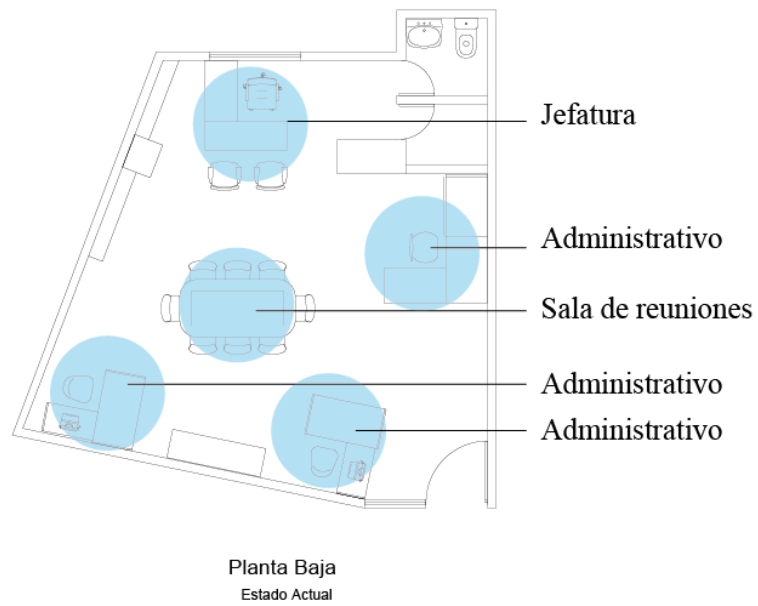 Jefatura
Administrativo
Sala de reuniones
Administrativo
Administrativo
Planta Baja
Estado Actual